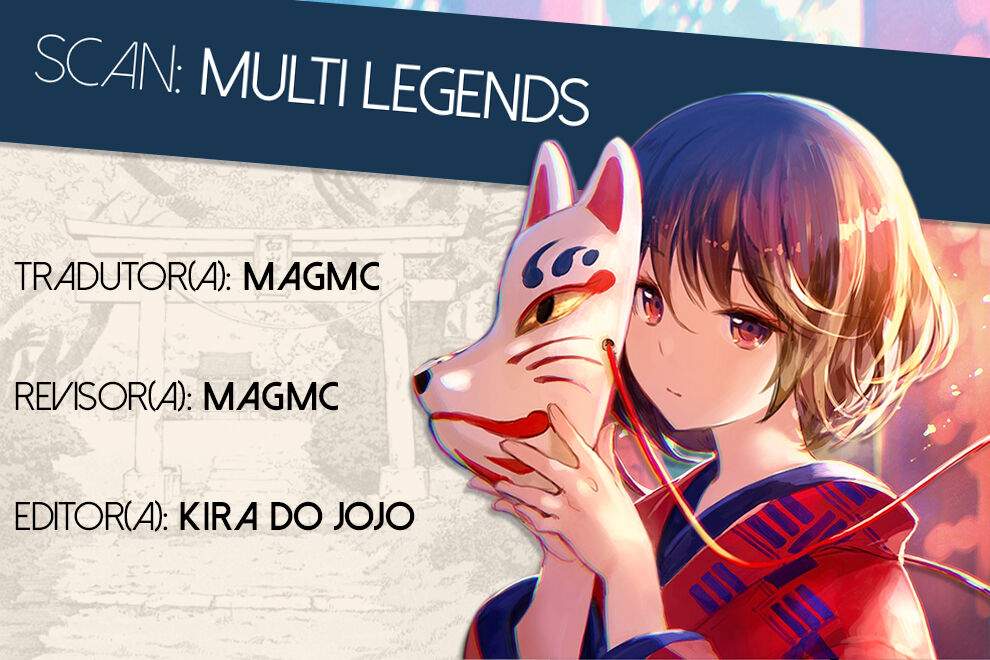 SCAN: MULTI LEGENDS
TRADUTOR(A): MAGMC
REVISOR(A): MAGMC
EDITOR(A): KIRA DO JOJO